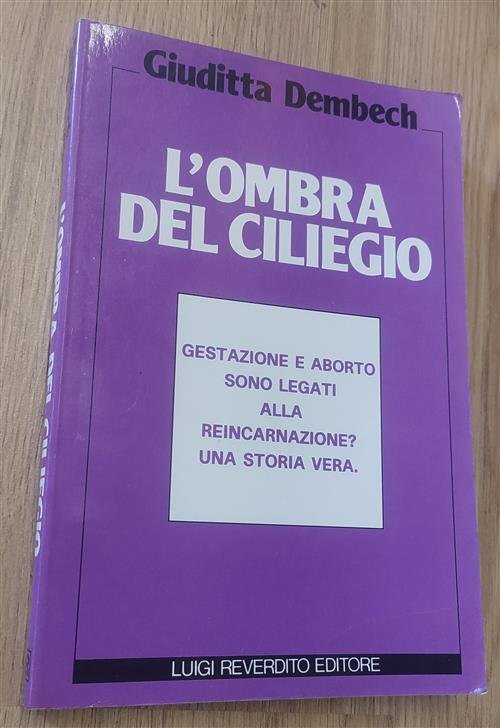 Giuditta Dembech
L'OMBRA
DEL CILIEGIO
GESTAZIONE E ABORTO
SONO LEGATI
ALLA
REINCARNAZIONE?
UNA STORIA VERA.
LUIGI REVERDITO EDITORE
L'OMBRA DEL CILIEGIO